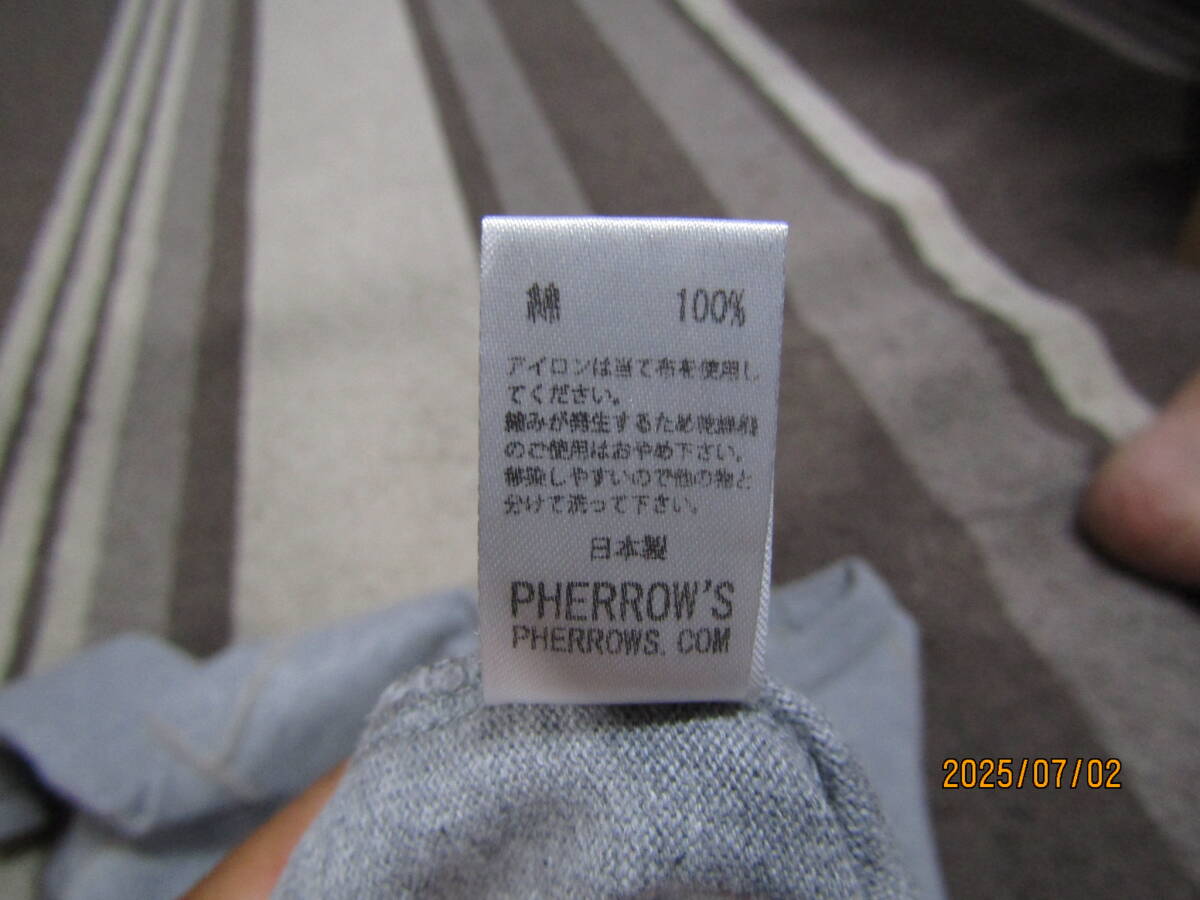 綿 100%
アイロンは当て布を使用し
てください。
縮みが発生するため乾燥機
のご使用はおやめ下さい。
移染しやすいので他の物と
分けて洗って下さい。
日本製
PHERROW'S
PHERROWS.COM
2025/07/02